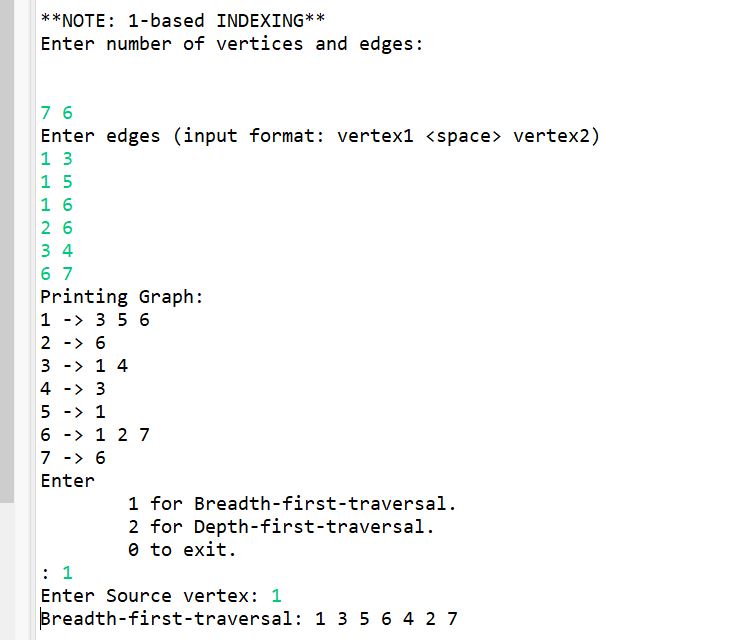 **NOTE: 1-based INDEXING**
Enter number of vertices and edges:
7 6
Enter edges (input format: vertex1 <space> vertex2)
1 3
1 5
1 6
2 6
3 4
6 7
Printing Graph:
1 -> 3 5 6
2 -> 6
3 -> 1 4
4 -> 3
5 -> 1
6 -> 1 2 7
7 -> 6
Enter
1 for Breadth-first-traversal.
2 for Depth-first-traversal.
0 to exit.
: 1
Enter Source vertex: 1
Breadth-first-traversal: 1 3 5 6 4 2 7